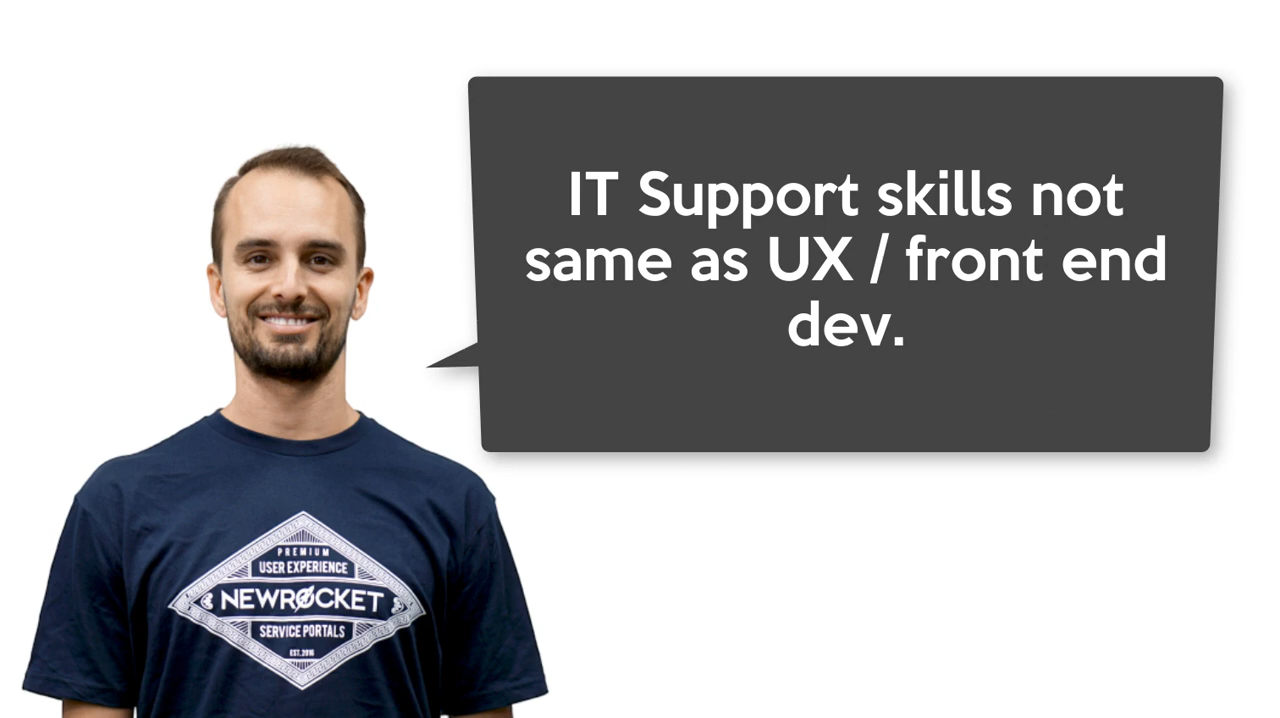 IT Support skills not
same as UX / front end
dev.
PREMIUM
USER EXPERIENCE
NEWROCKET
SERVICE PORTALS
EST. 2016